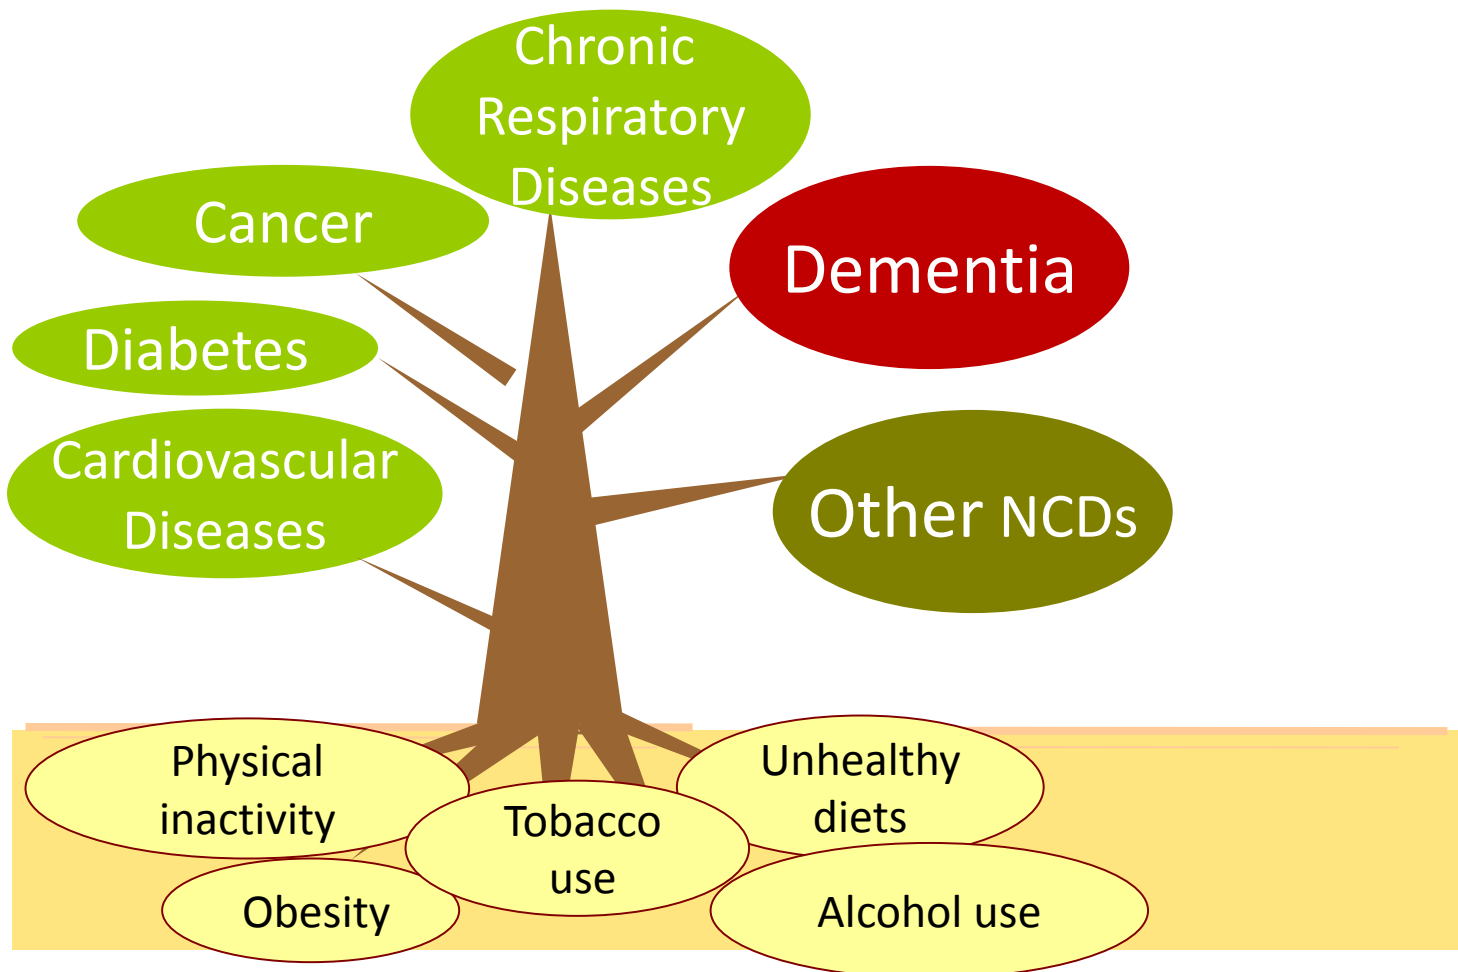 Chronic
Respiratory
Diseases
Cancer
Dementia
Diabetes
Cardiovascular
Diseases
Other NCDs
Physical
inactivity
Unhealthy
diets
Tobacco
use
Obesity
Alcohol use